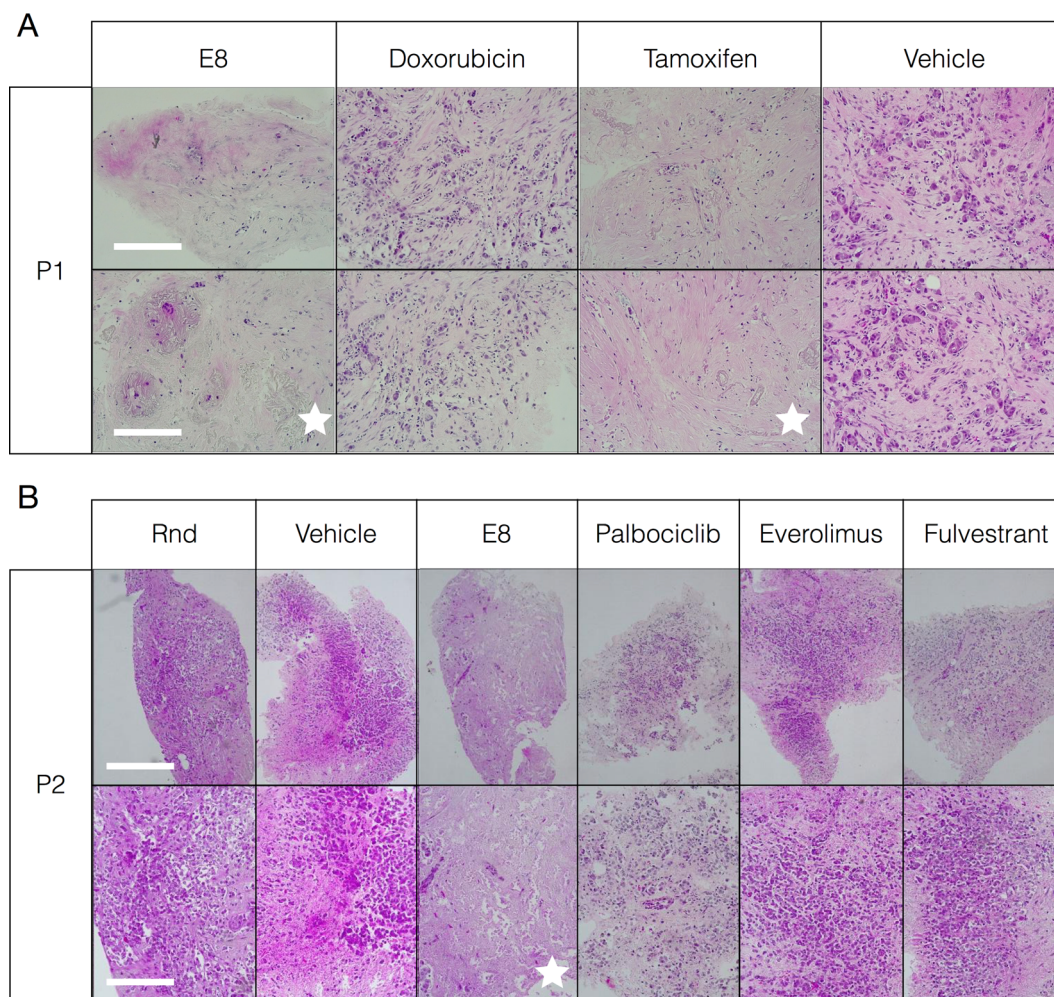 A
E8 Doxorubicin Tamoxifen Vehicle
P1
B
Rnd Vehicle E8 Palbociclib Everolimus Fulvestrant
P2